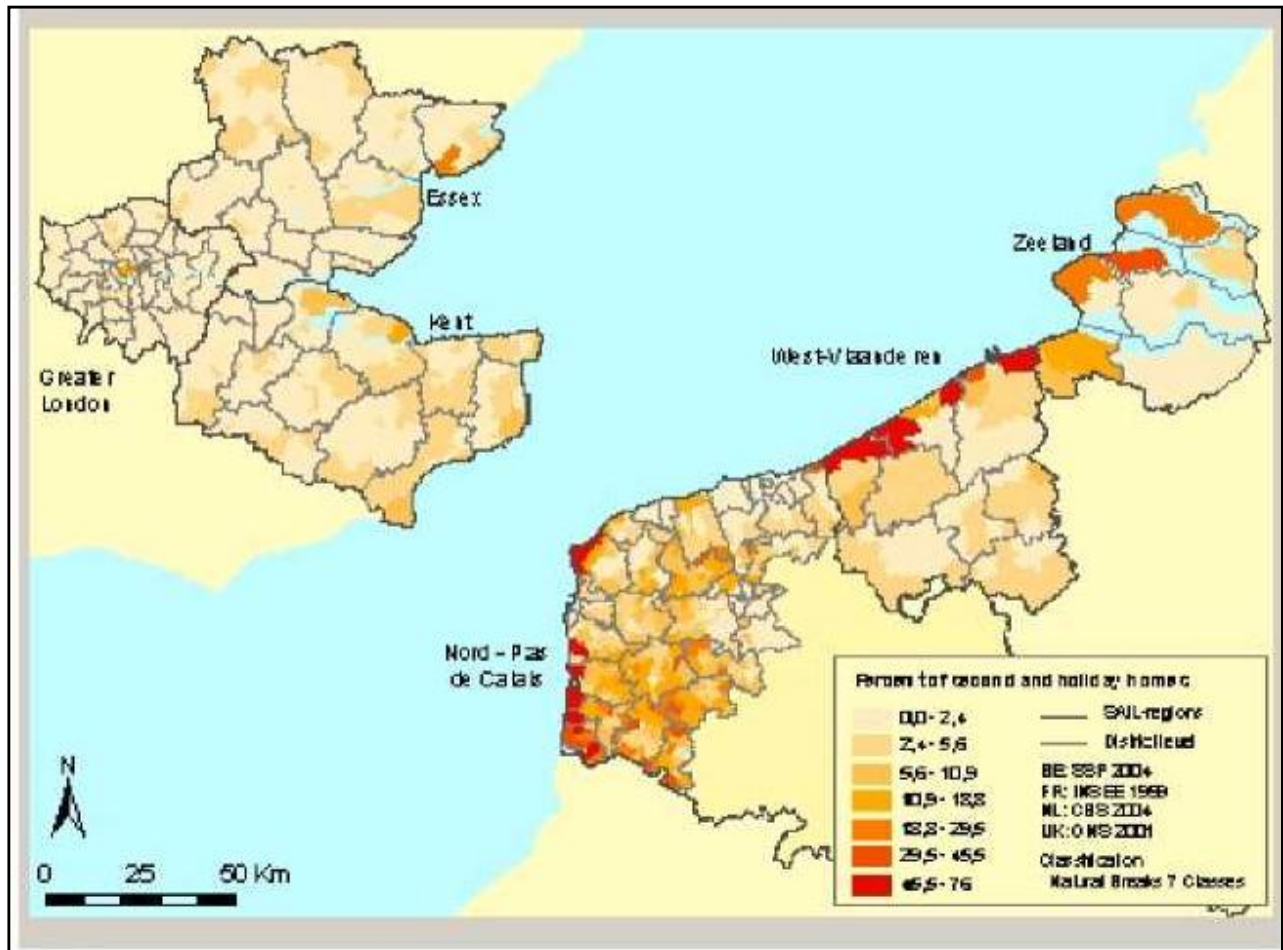 Essex
Zeeland
Kent
West-Vlaanderen
Greater
London
Nord - Pas
de Calais
Percent of second and holiday homes
0,0 - 2,4
2,4 - 5,6
5,6 - 10,9
10,9 - 18,8
18,8 - 29,5
29,5 - 45,5
45,5 - 76
SAIL-regions
District level
BE: SSP 2004
FR: INSEE 1999
NL: CBS 2004
UK: ONS 2001
Classification
Natural Breaks 7 Classes
N
0 25 50 Km